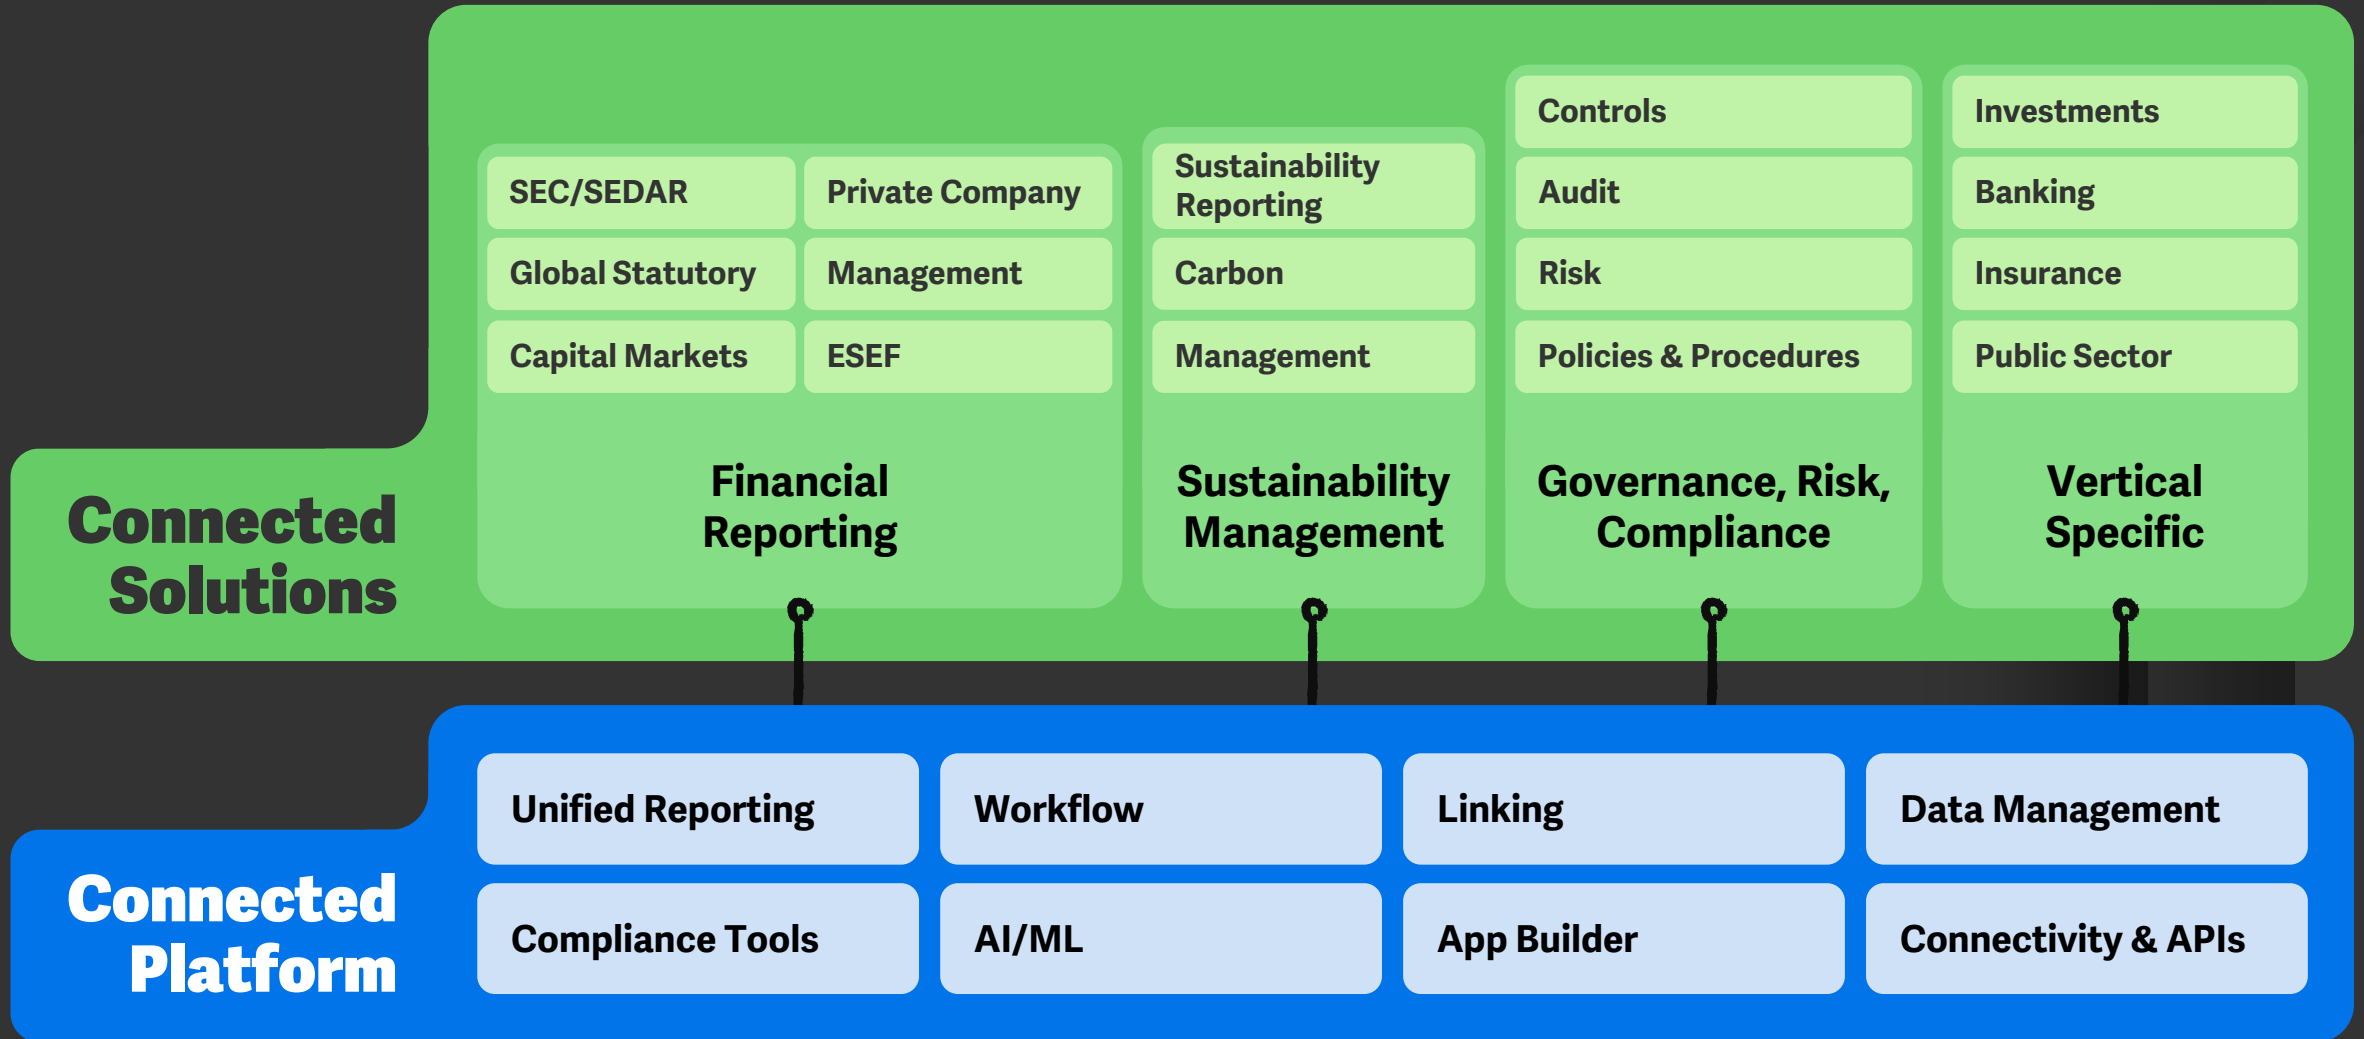 Controls
Investments
SEC/SEDAR
Private Company
Sustainability
Reporting
Audit
Banking
Global Statutory
Management
Carbon
Risk
Insurance
Capital Markets
ESEF
Management
Policies & Procedures
Public Sector
Connected
Solutions
Financial
Reporting
Sustainability
Management
Governance, Risk,
Compliance
Vertical
Specific
Connected
Platform
Unified Reporting
Workflow
Linking
Data Management
Compliance Tools
AI/ML
App Builder
Connectivity & APIs